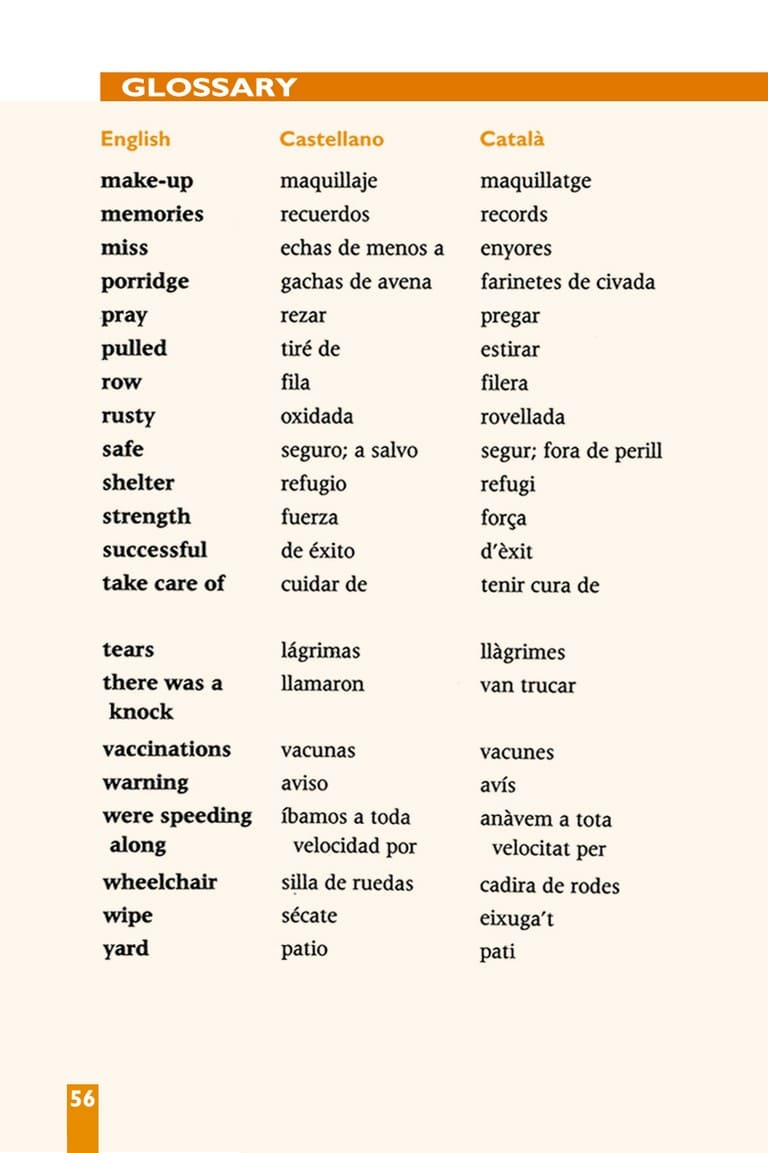 GLOSSARY
English Castellano Català
make-up maquillaje maquillatge
memories recuerdos records
miss echas de menos a enyores
porridge gachas de avena farinetes de civada
pray rezar pregar
pulled tiré de estirar
row fila filera
rusty oxidada rovellada
safe seguro; a salvo segur; fora de perill
shelter refugio refugi
strength fuerza força
successful de éxito d'èxit
take care of cuidar de tenir cura de
tears lágrimas llàgrimes
there was a llamaron van trucar
knock
vaccinations vacunas vacunes
warning aviso avís
were speeding íbamos a toda anàvem a tota
along velocidad por velocitat per
wheelchair silla de ruedas cadira de rodes
wipe sécate eixuga't
yard patio pati
56